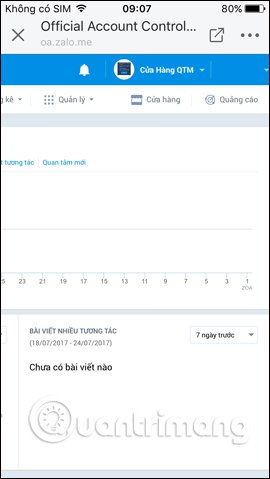 Không có SIM 09:07 80%
Official Account Control...
oa.zalo.me
Cửa Hàng QTM
Quản lý Cửa hàng Quảng cáo
t tương tác Quan tâm mới
25 23 21 19 17 15 13 11 9 7 5 3 1
ZOA
BÀI VIẾT NHIỀU TƯƠNG TÁC 7 ngày trước
(18/07/2017 - 24/07/2017)
Chưa có bài viết nào
Quantrimang